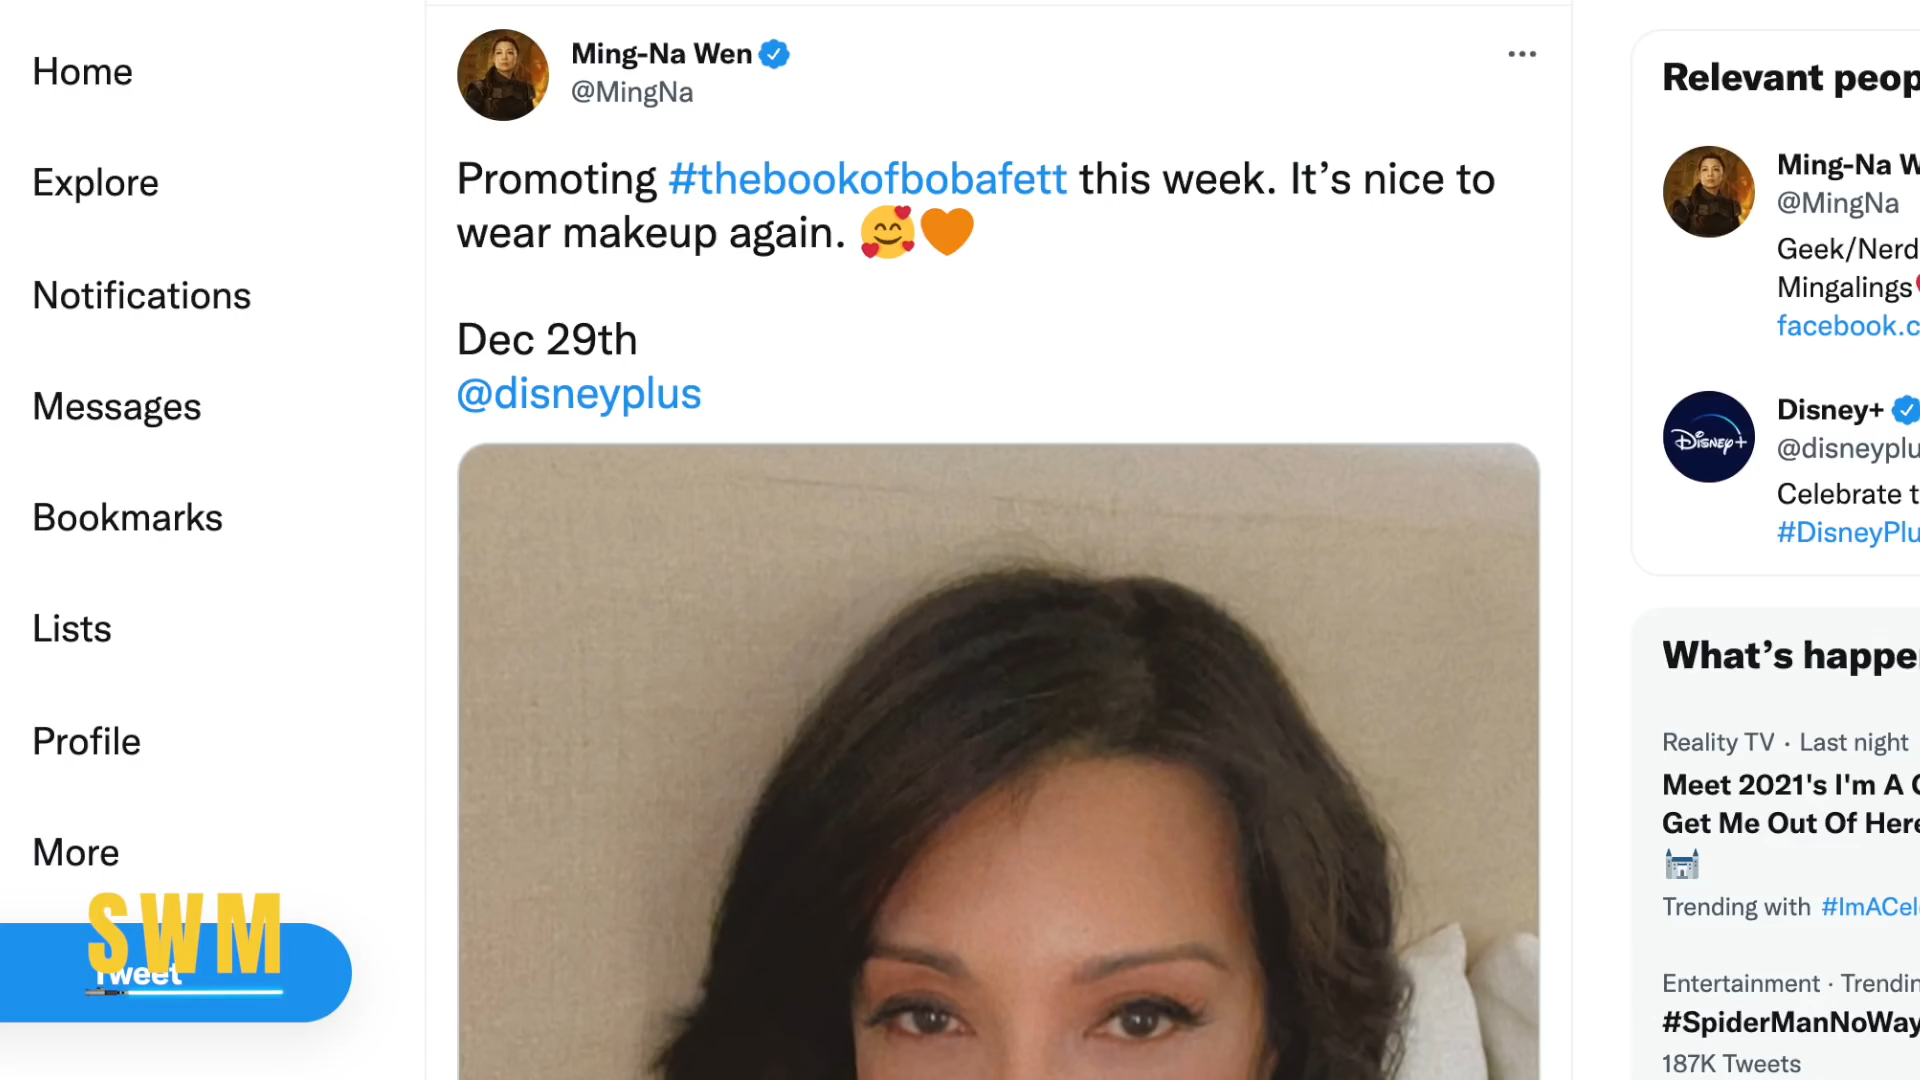 Home
Explore
Notifications
Messages
Bookmarks
Lists
Profile
More
Tweet
SWM
Ming-Na Wen
@MingNa
Promoting #thebookofbobafett this week. It’s nice to
wear makeup again. 🥰🧡
Dec 29th
@disneyplus
Relevant peop
Ming-Na W
@MingNa
Geek/Nerd
Mingalings
facebook.c
Disney+
Disney+
@disneyplu
Celebrate t
#DisneyPlu
What’s happe
Reality TV · Last night
Meet 2021's I'm A C
Get Me Out Of Here
Trending with #ImACel
Entertainment · Trendin
#SpiderManNoWay
187K Tweets